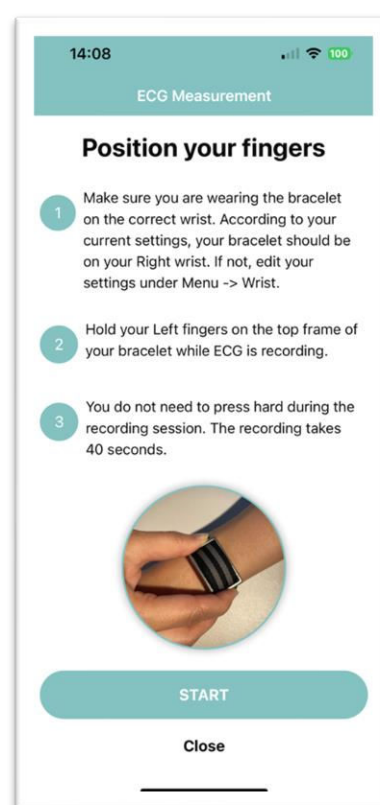 14:08
100
ECG Measurement
Position your fingers
1
Make sure you are wearing the bracelet
on the correct wrist. According to your
current settings, your bracelet should be
on your Right wrist. If not, edit your
settings under Menu -> Wrist.
2
Hold your Left fingers on the top frame of
your bracelet while ECG is recording.
3
You do not need to press hard during the
recording session. The recording takes
40 seconds.
START
Close